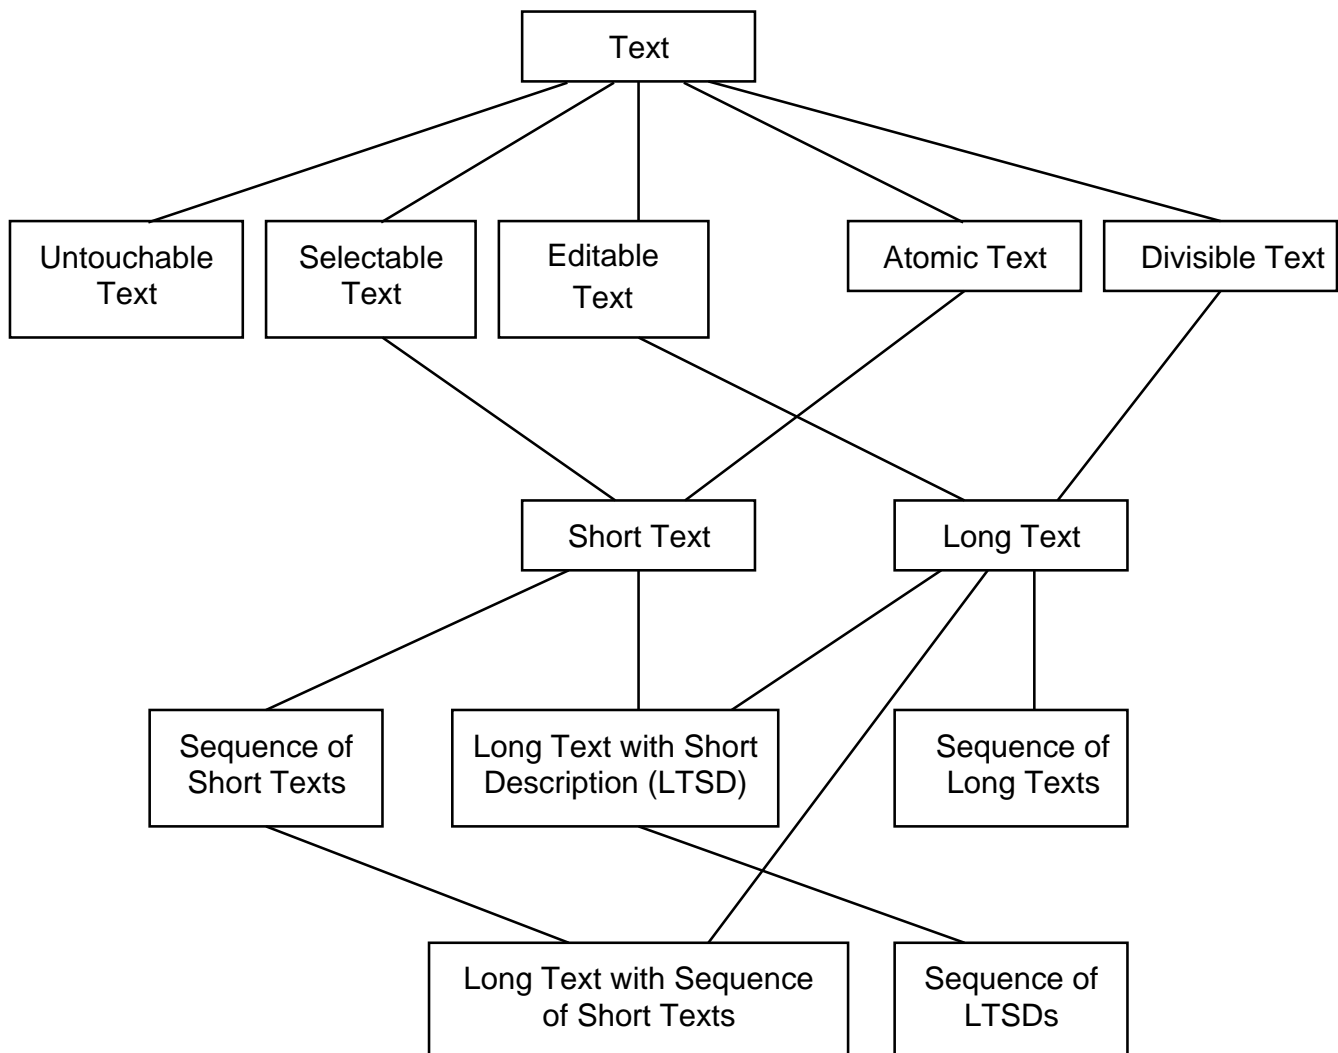 Text
Untouchable
Text
Selectable
Text
Editable
Text
Atomic Text
Divisible Text
Short Text
Long Text
Sequence of
Short Texts
Long Text with Short
Description (LTSD)
Sequence of
Long Texts
Long Text with Sequence
of Short Texts
Sequence of
LTSDs